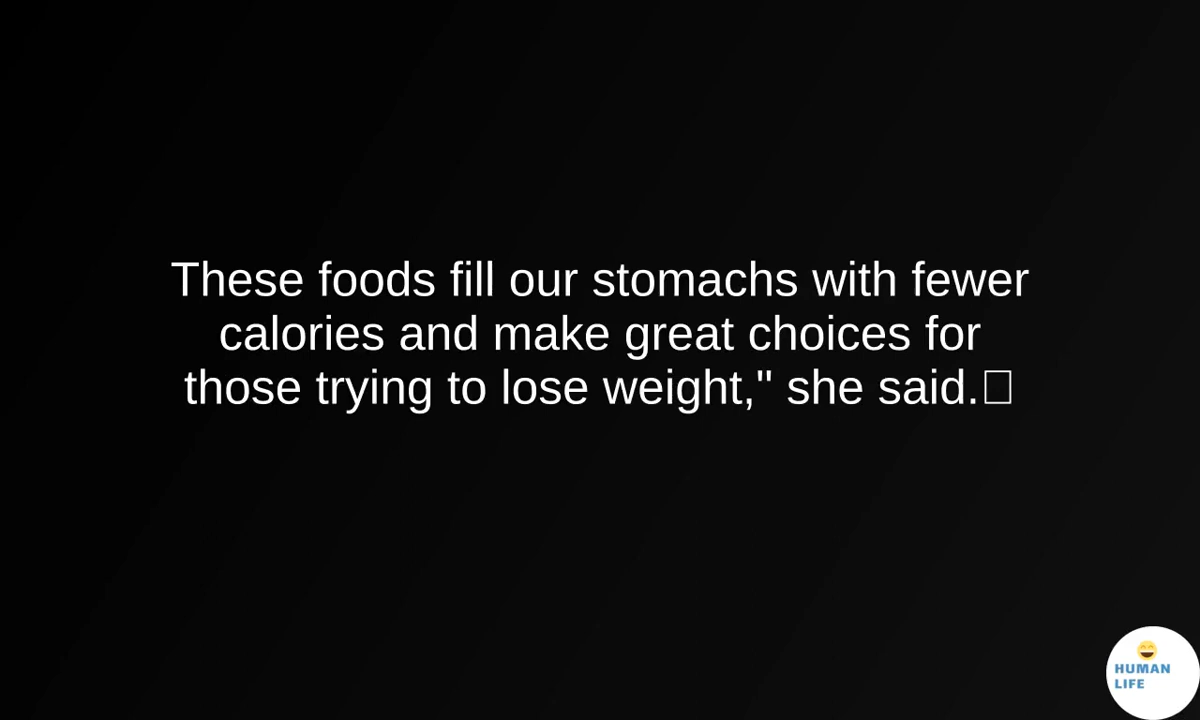 These foods fill our stomachs with fewer
calories and make great choices for
those trying to lose weight," she said.
HUMAN
LIFE